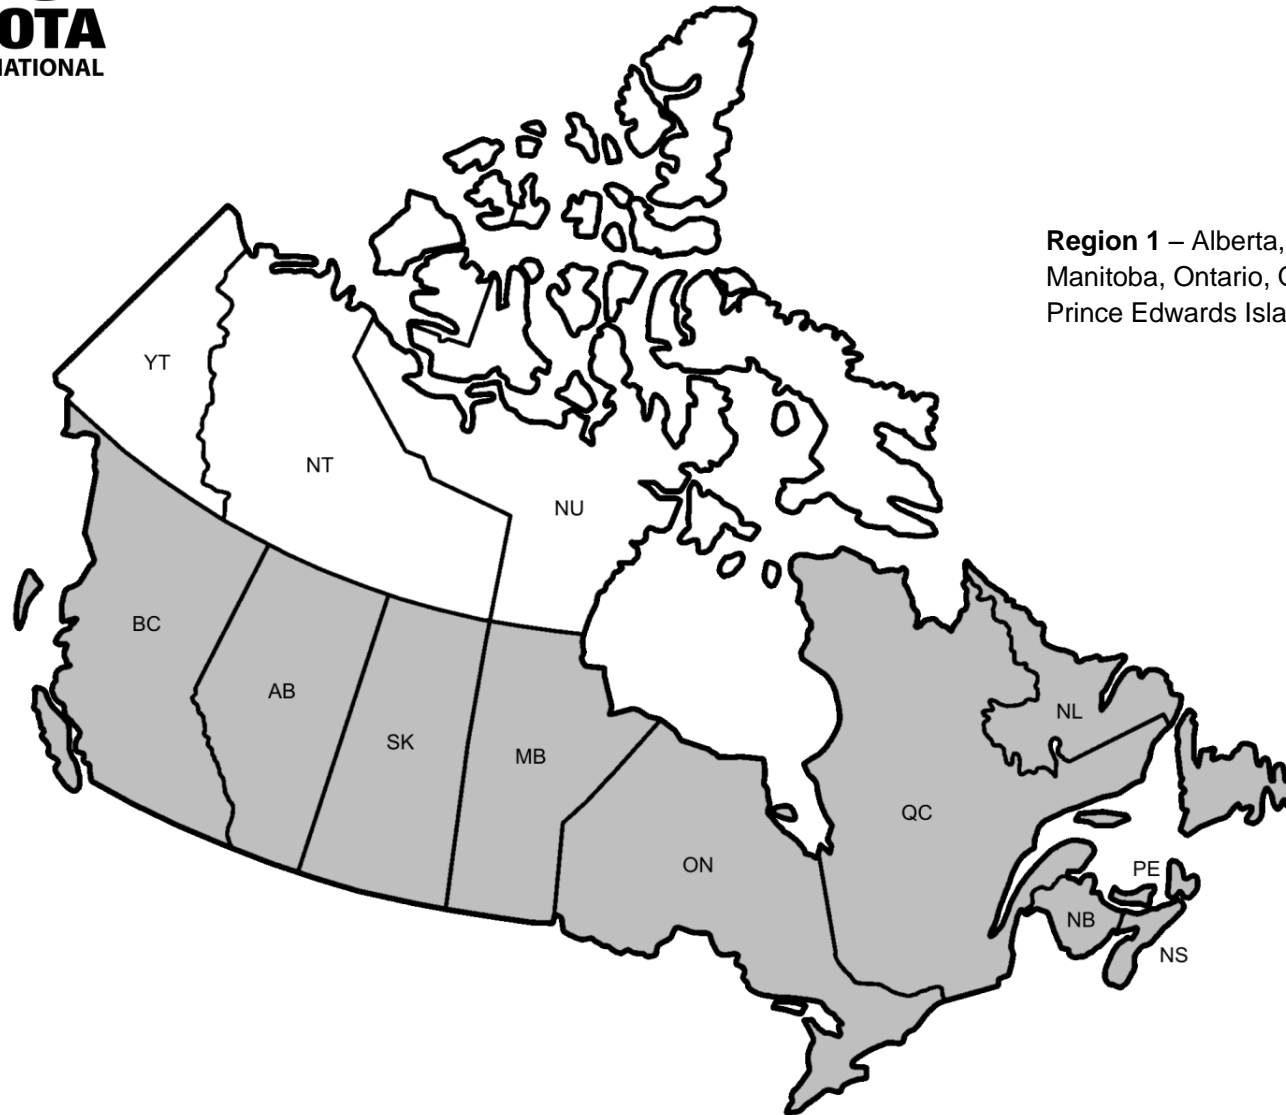 OTA
NATIONAL
Region 1 – Alberta,
Manitoba, Ontario,
Prince Edwards Isla
YT
NT
NU
BC
AB
SK
MB
ON
QC
NL
PE
NB
NS